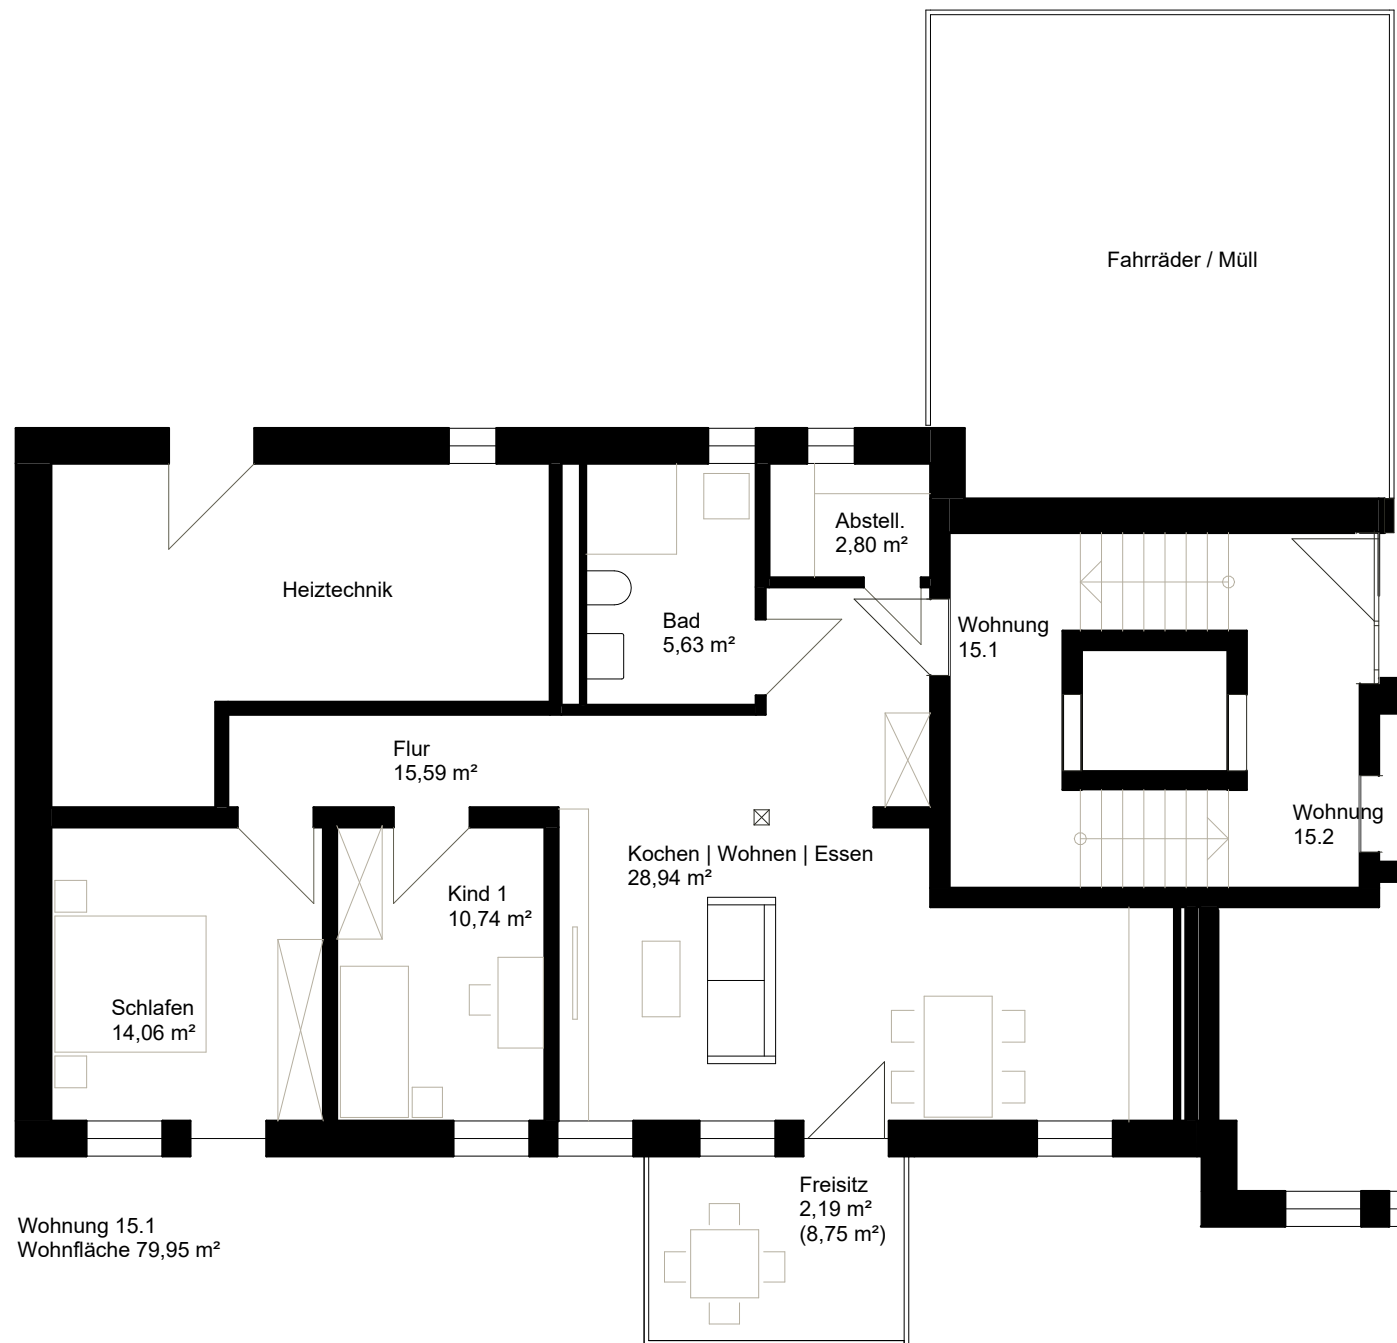 Fahrräder / Müll
Abstell.
2,80 m²
Heiztechnik
Bad
5,63 m²
Wohnung
15.1
Flur
15,59 m²
Wohnung
15.2
Kochen | Wohnen | Essen
28,94 m²
Kind 1
10,74 m²
Schlafen
14,06 m²
Freisitz
2,19 m²
(8,75 m²)
Wohnung 15.1
Wohnfläche 79,95 m²